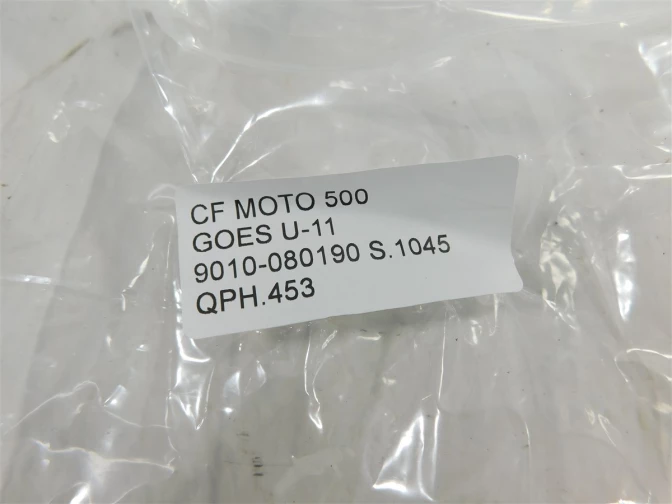 CF MOTO 500
GOES U-11
9010-080190 S.1045
QPH.453